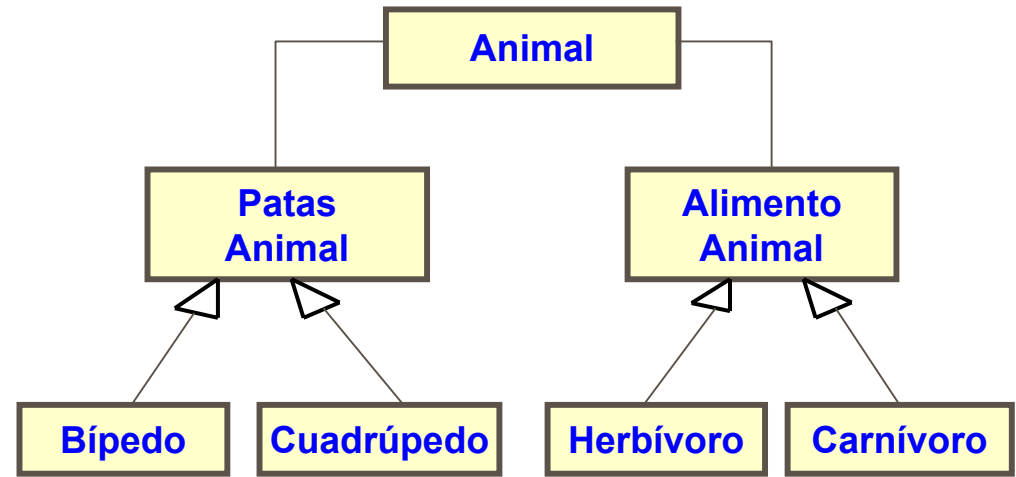 Animal
Patas
Animal
Alimento
Animal
Bípedo
Cuadrúpedo
Herbívoro
Carnívoro